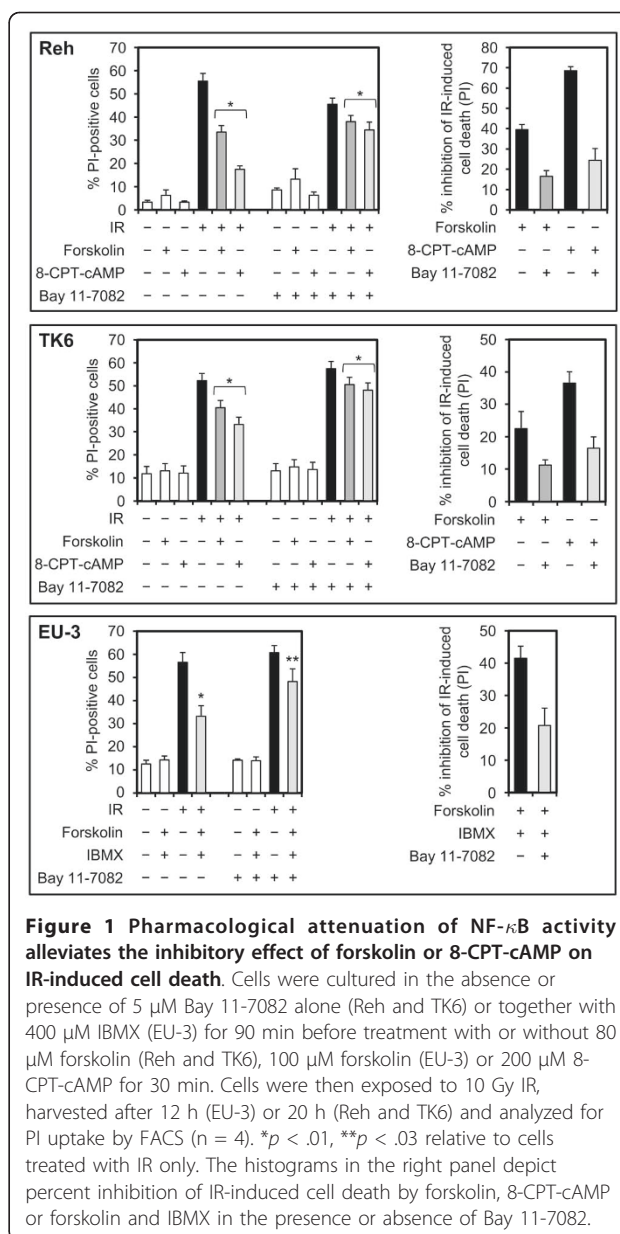 Reh
70
60
50
40
30
20
10
0
% PI-positive cells
* *
IR – – – + + + – – – + + +
Forskolin – + – – + – – + – – + –
8-CPT-cAMP – – + – – + – – + – – +
Bay 11-7082 – – – – – – + + + + + +
80
70
60
50
40
30
20
10
0
% inhibition of IR-induced
cell death (PI)
Forskolin + + – –
8-CPT-cAMP – – + +
Bay 11-7082 – + – +
TK6
70
60
50
40
30
20
10
0
% PI-positive cells
* *
IR – – – + + + – – – + + +
Forskolin – + – – + – – + – – + –
8-CPT-cAMP – – + – – + – – + – – +
Bay 11-7082 – – – – – – + + + + + +
50
40
30
20
10
0
% inhibition of IR-induced
cell death (PI)
Forskolin + + – –
8-CPT-cAMP – – + +
Bay 11-7082 – + – +
EU-3
70
60
50
40
30
20
10
0
% PI-positive cells
* **
IR – – + + – – + +
Forskolin – + – + – + – +
IBMX – + – + – + – +
Bay 11-7082 – – – – + + + +
50
40
30
20
10
0
% inhibition of IR-induced
cell death (PI)
Forskolin + +
IBMX + +
Bay 11-7082 – +
Figure 1 Pharmacological attenuation of NF-κB activity
alleviates the inhibitory effect of forskolin or 8-CPT-cAMP on
IR-induced cell death. Cells were cultured in the absence or
presence of 5 μM Bay 11-7082 alone (Reh and TK6) or together with
400 μM IBMX (EU-3) for 90 min before treatment with or without 80
μM forskolin (Reh and TK6), 100 μM forskolin (EU-3) or 200 μM 8-
CPT-cAMP for 30 min. Cells were then exposed to 10 Gy IR,
harvested after 12 h (EU-3) or 20 h (Reh and TK6) and analyzed for
PI uptake by FACS (n = 4). *p < .01, **p < .03 relative to cells
treated with IR only. The histograms in the right panel depict
percent inhibition of IR-induced cell death by forskolin, 8-CPT-cAMP
or forskolin and IBMX in the presence or absence of Bay 11-7082.